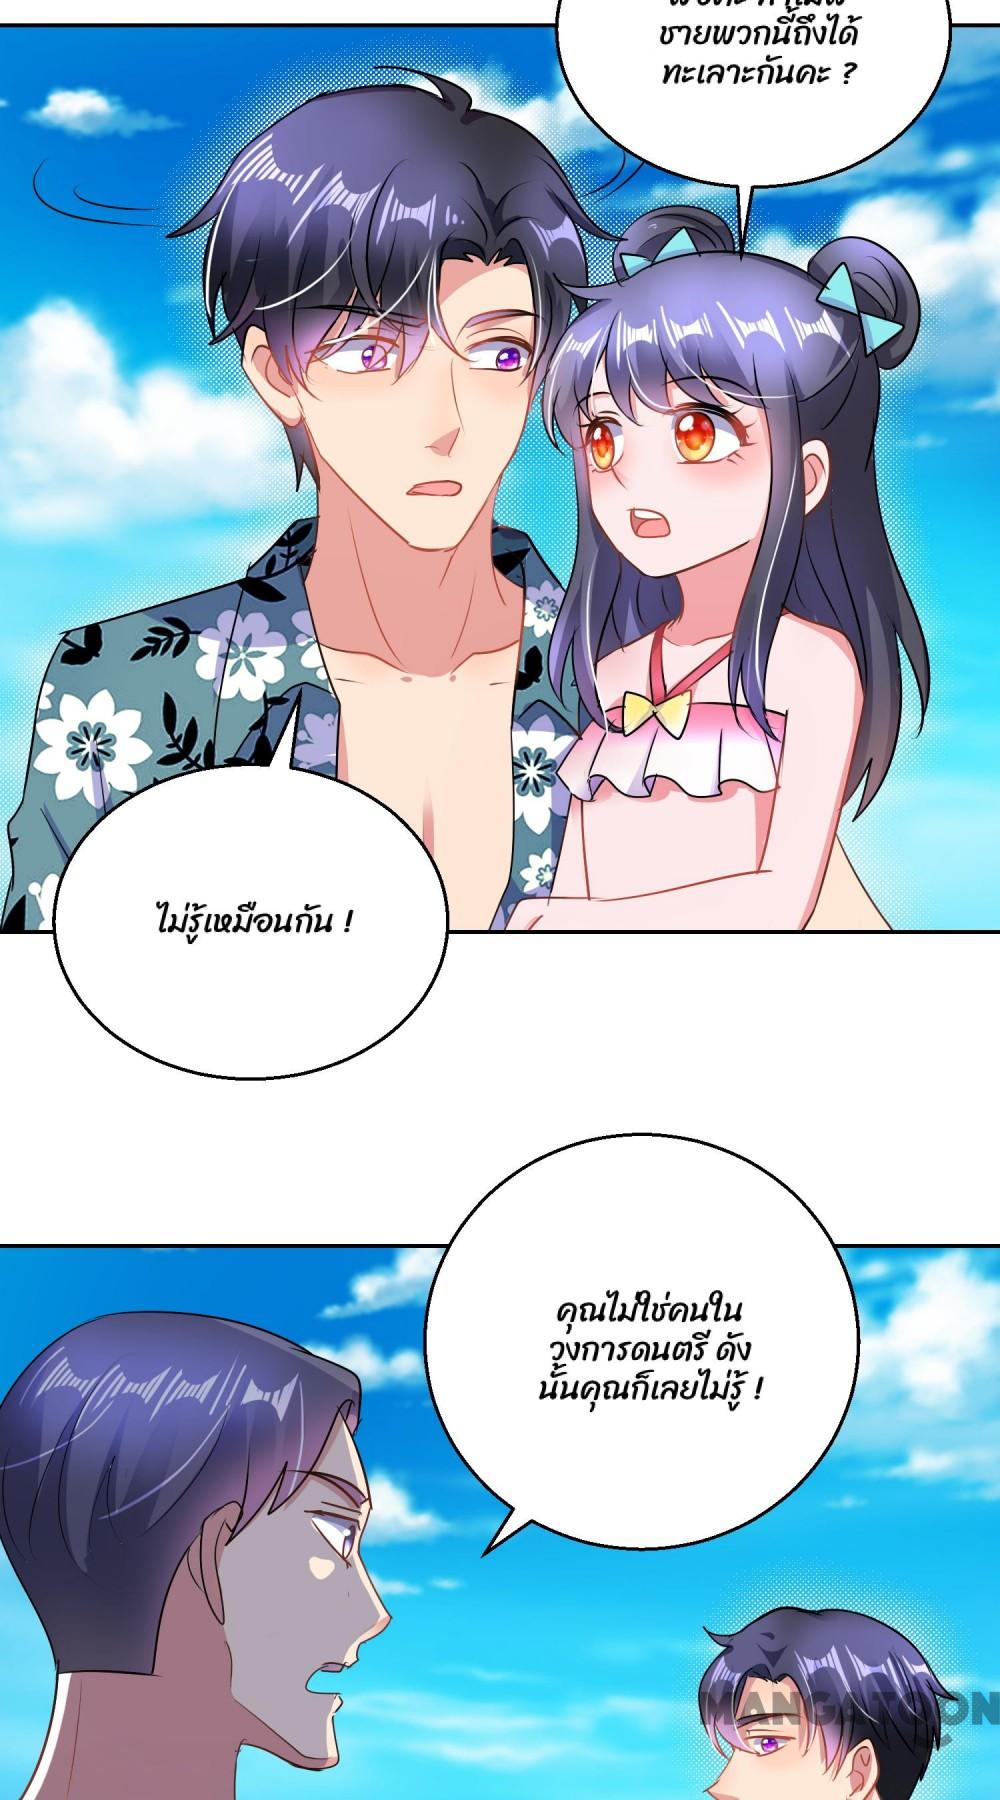 ชายพวกนี้ถึงได้
ทะเลาะกันคะ ?
ไม่รู้เหมือนกัน !
คุณไม่ใช่คนใน
วงการดนตรี ดัง
นั้นคุณก็เลยไม่รู้ !
MANGATOON